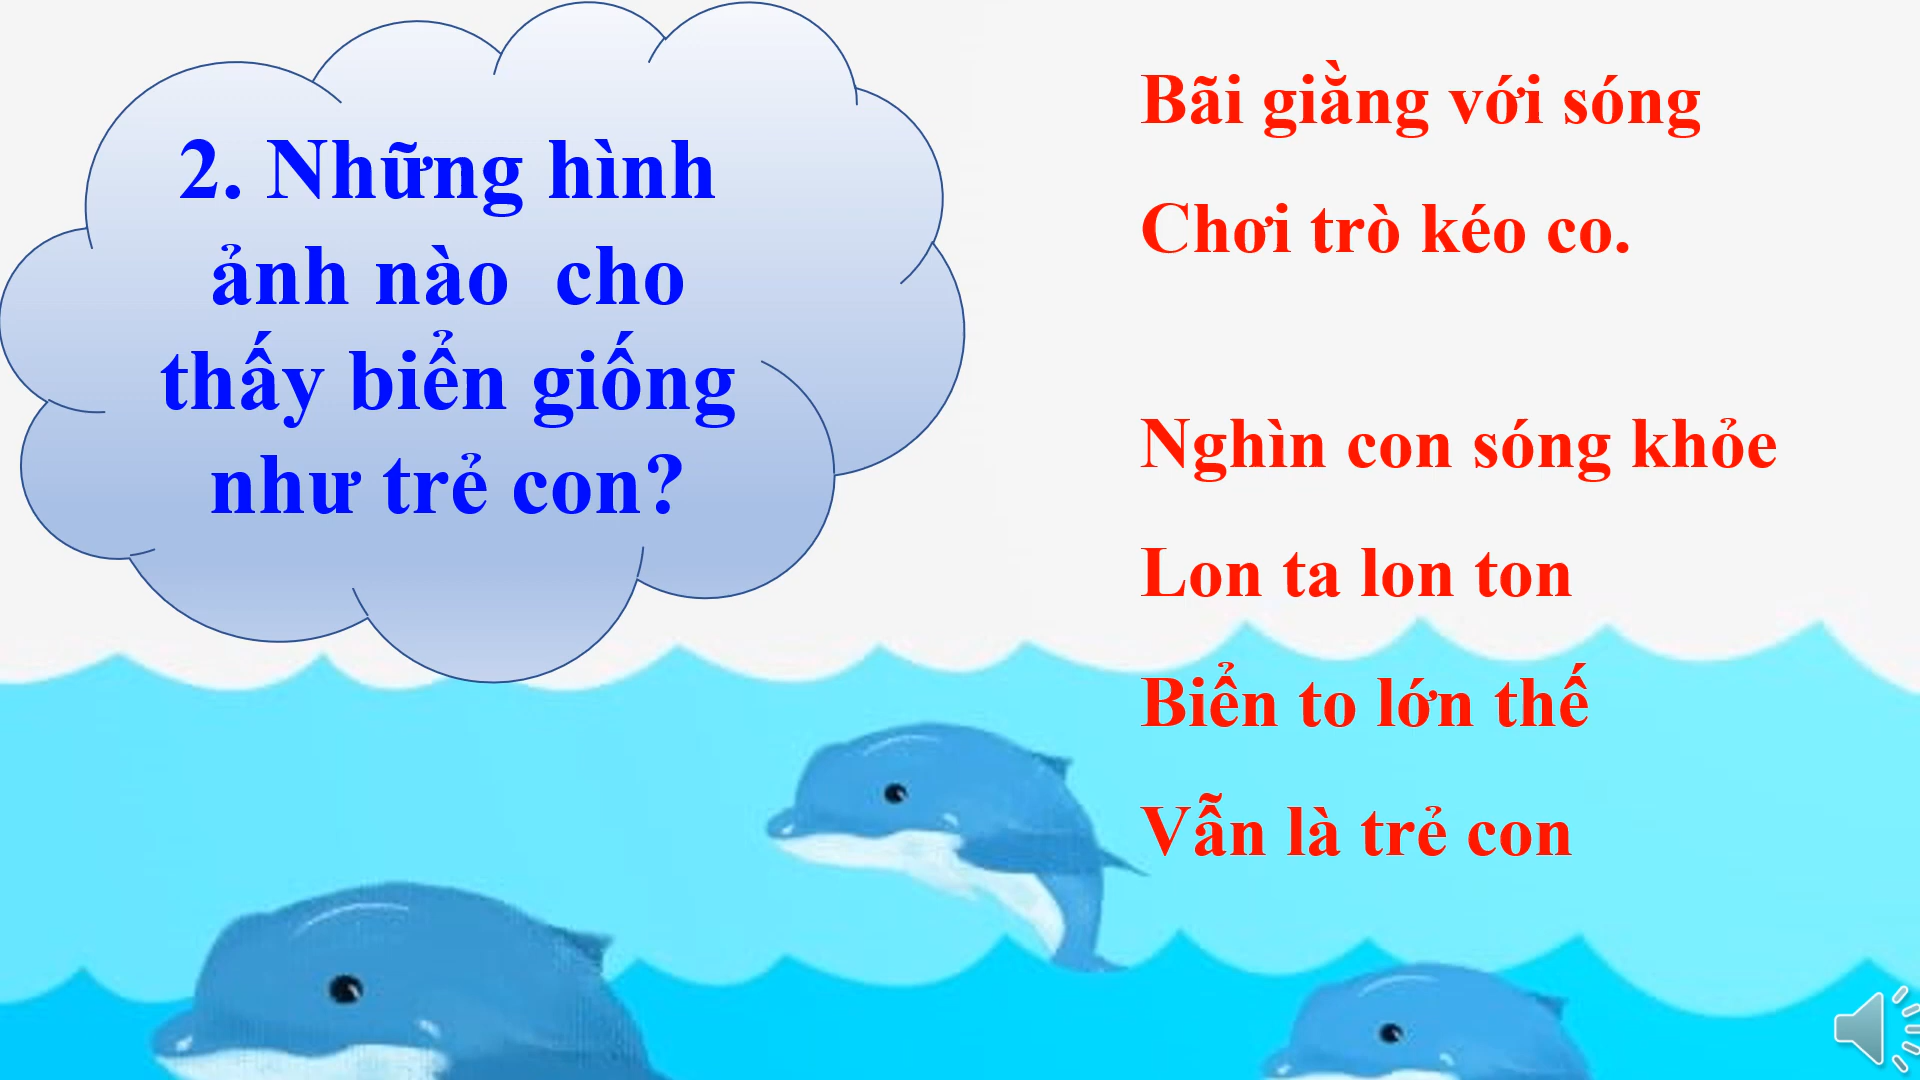 2. Những hình
ảnh nào  cho
thấy biển giống
như trẻ con?
Bãi giằng với sóng
Chơi trò kéo co.
Nghìn con sóng khỏe
Lon ta lon ton
Biển to lớn thế
Vẫn là trẻ con